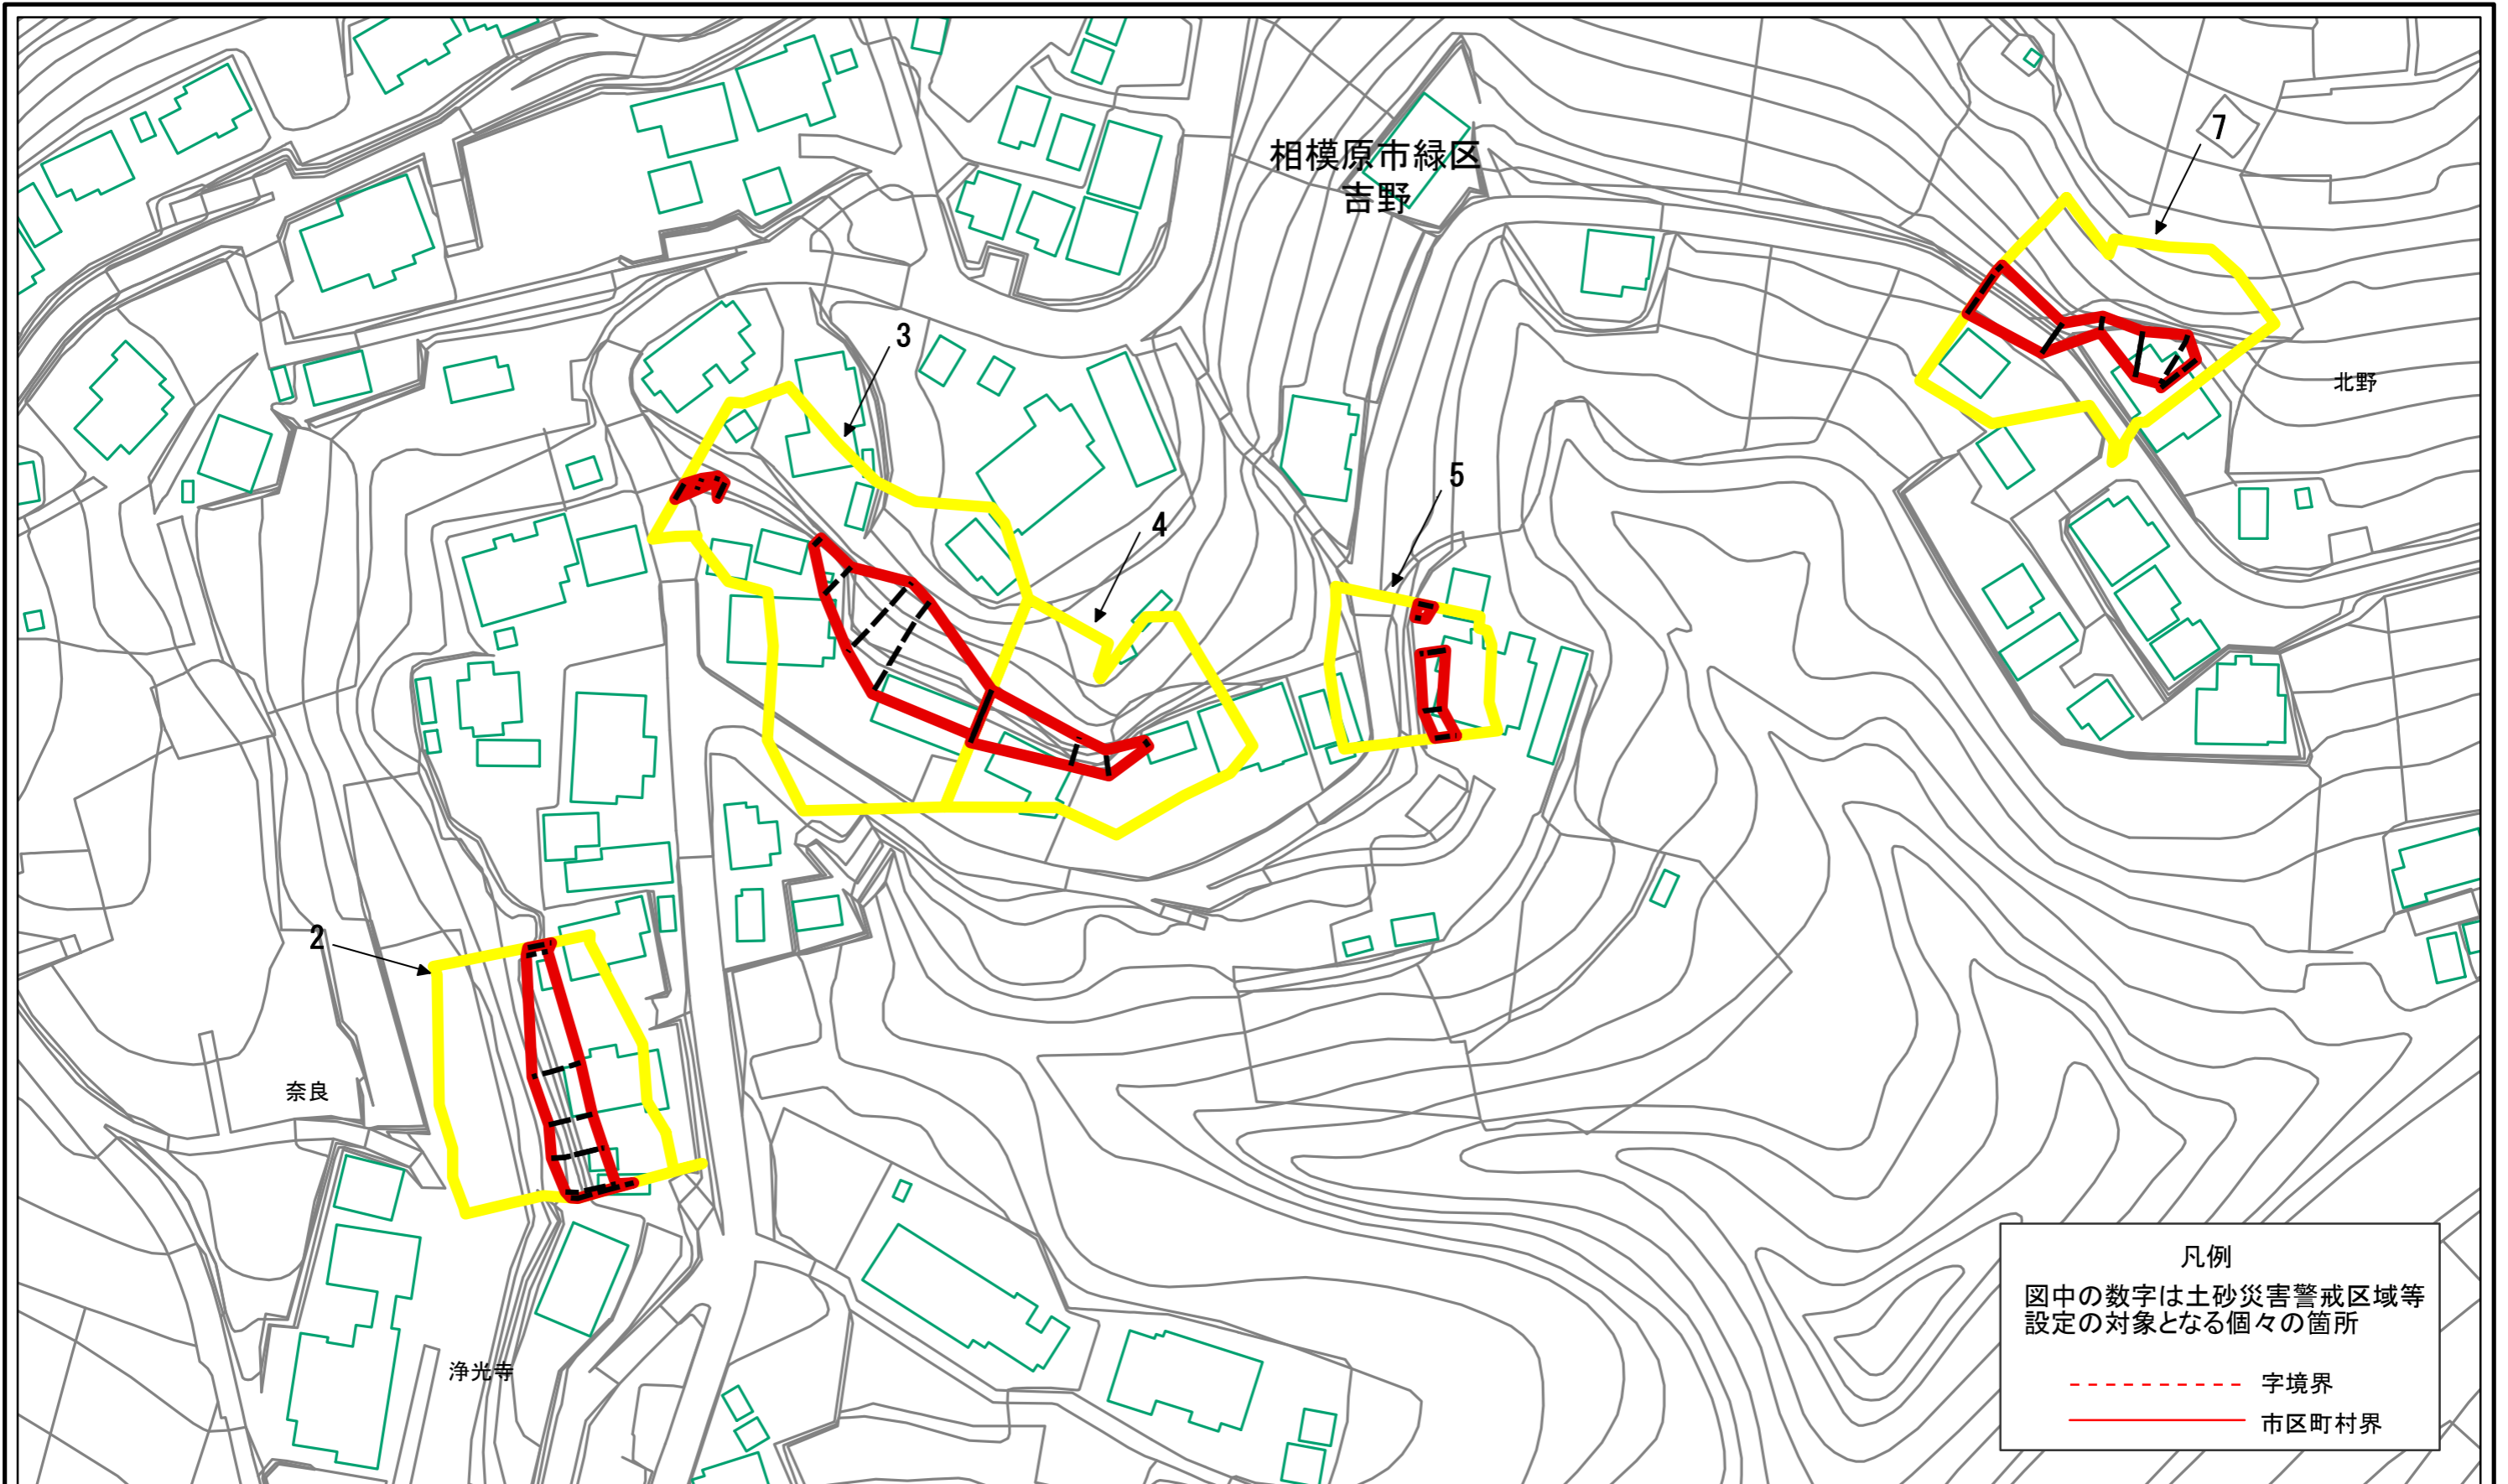 相模原市緑区
吉野
7
3
北野
5
4
2
奈良
浄光寺
凡例
図中の数字は土砂災害警戒区域等
設定の対象となる個々の箇所
字境界
市区町村界